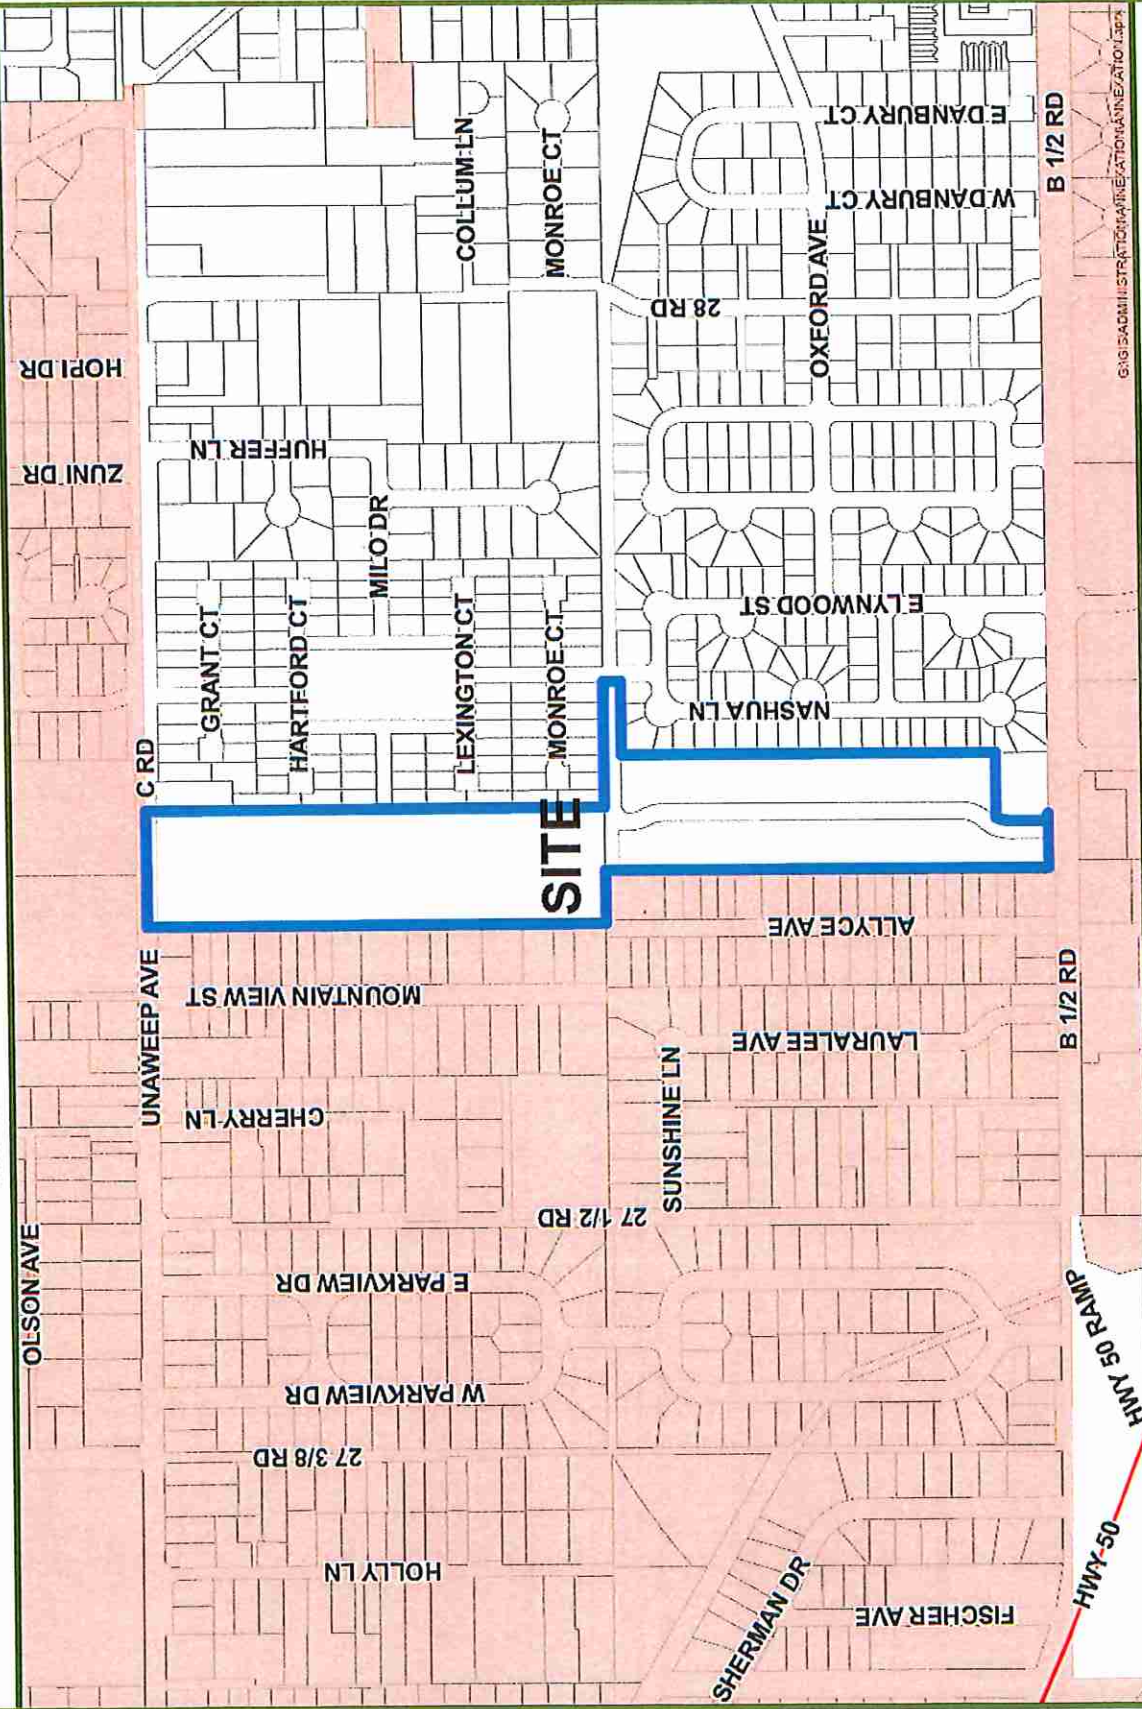 OLSON AVE
HOPI DR
ZUNI DR
UNAWEEP AVE
C RD
HOLLY LN
27 3/8 RD
W PARKVIEW DR
E PARKVIEW DR
CHERRY LN
MOUNTAIN VIEW ST
GRANT CT
HARTFORD CT
LEXINGTON CT
MONROE CT
MILO DR
HUFFER LN
COLLUM LN
MONROE CT
SITE
27 1/2 RD
SUNSHINE LN
LAURALEE AVE
ALLYCE AVE
NASHUA LN
E LYNWOOD ST
28 RD
OXFORD AVE
W DANBURY CT
E DANBURY CT
SHERMAN DR
FISCHER AVE
B 1/2 RD
B 1/2 RD
HWY 50 RAMP
HWY 50
HWY